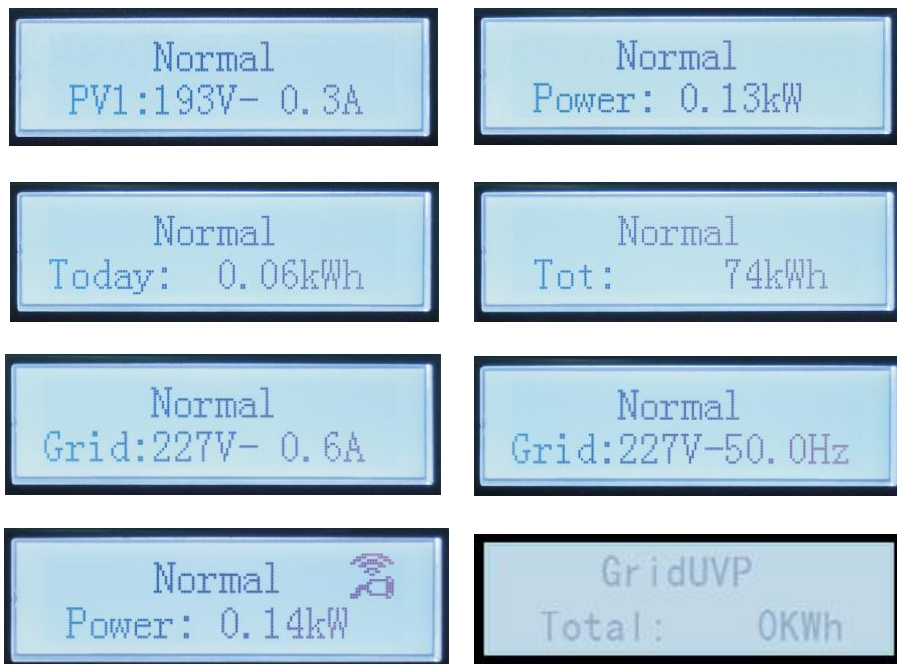 Normal
PV1:193V- 0.3A
Normal
Power: 0.13kW
Normal
Today: 0.06kWh
Normal
Tot: 74kWh
Normal
Grid:227V- 0.6A
Normal
Grid:227V-50.0Hz
Normal
Power: 0.14kW
GridUVP
Total: 0KWh